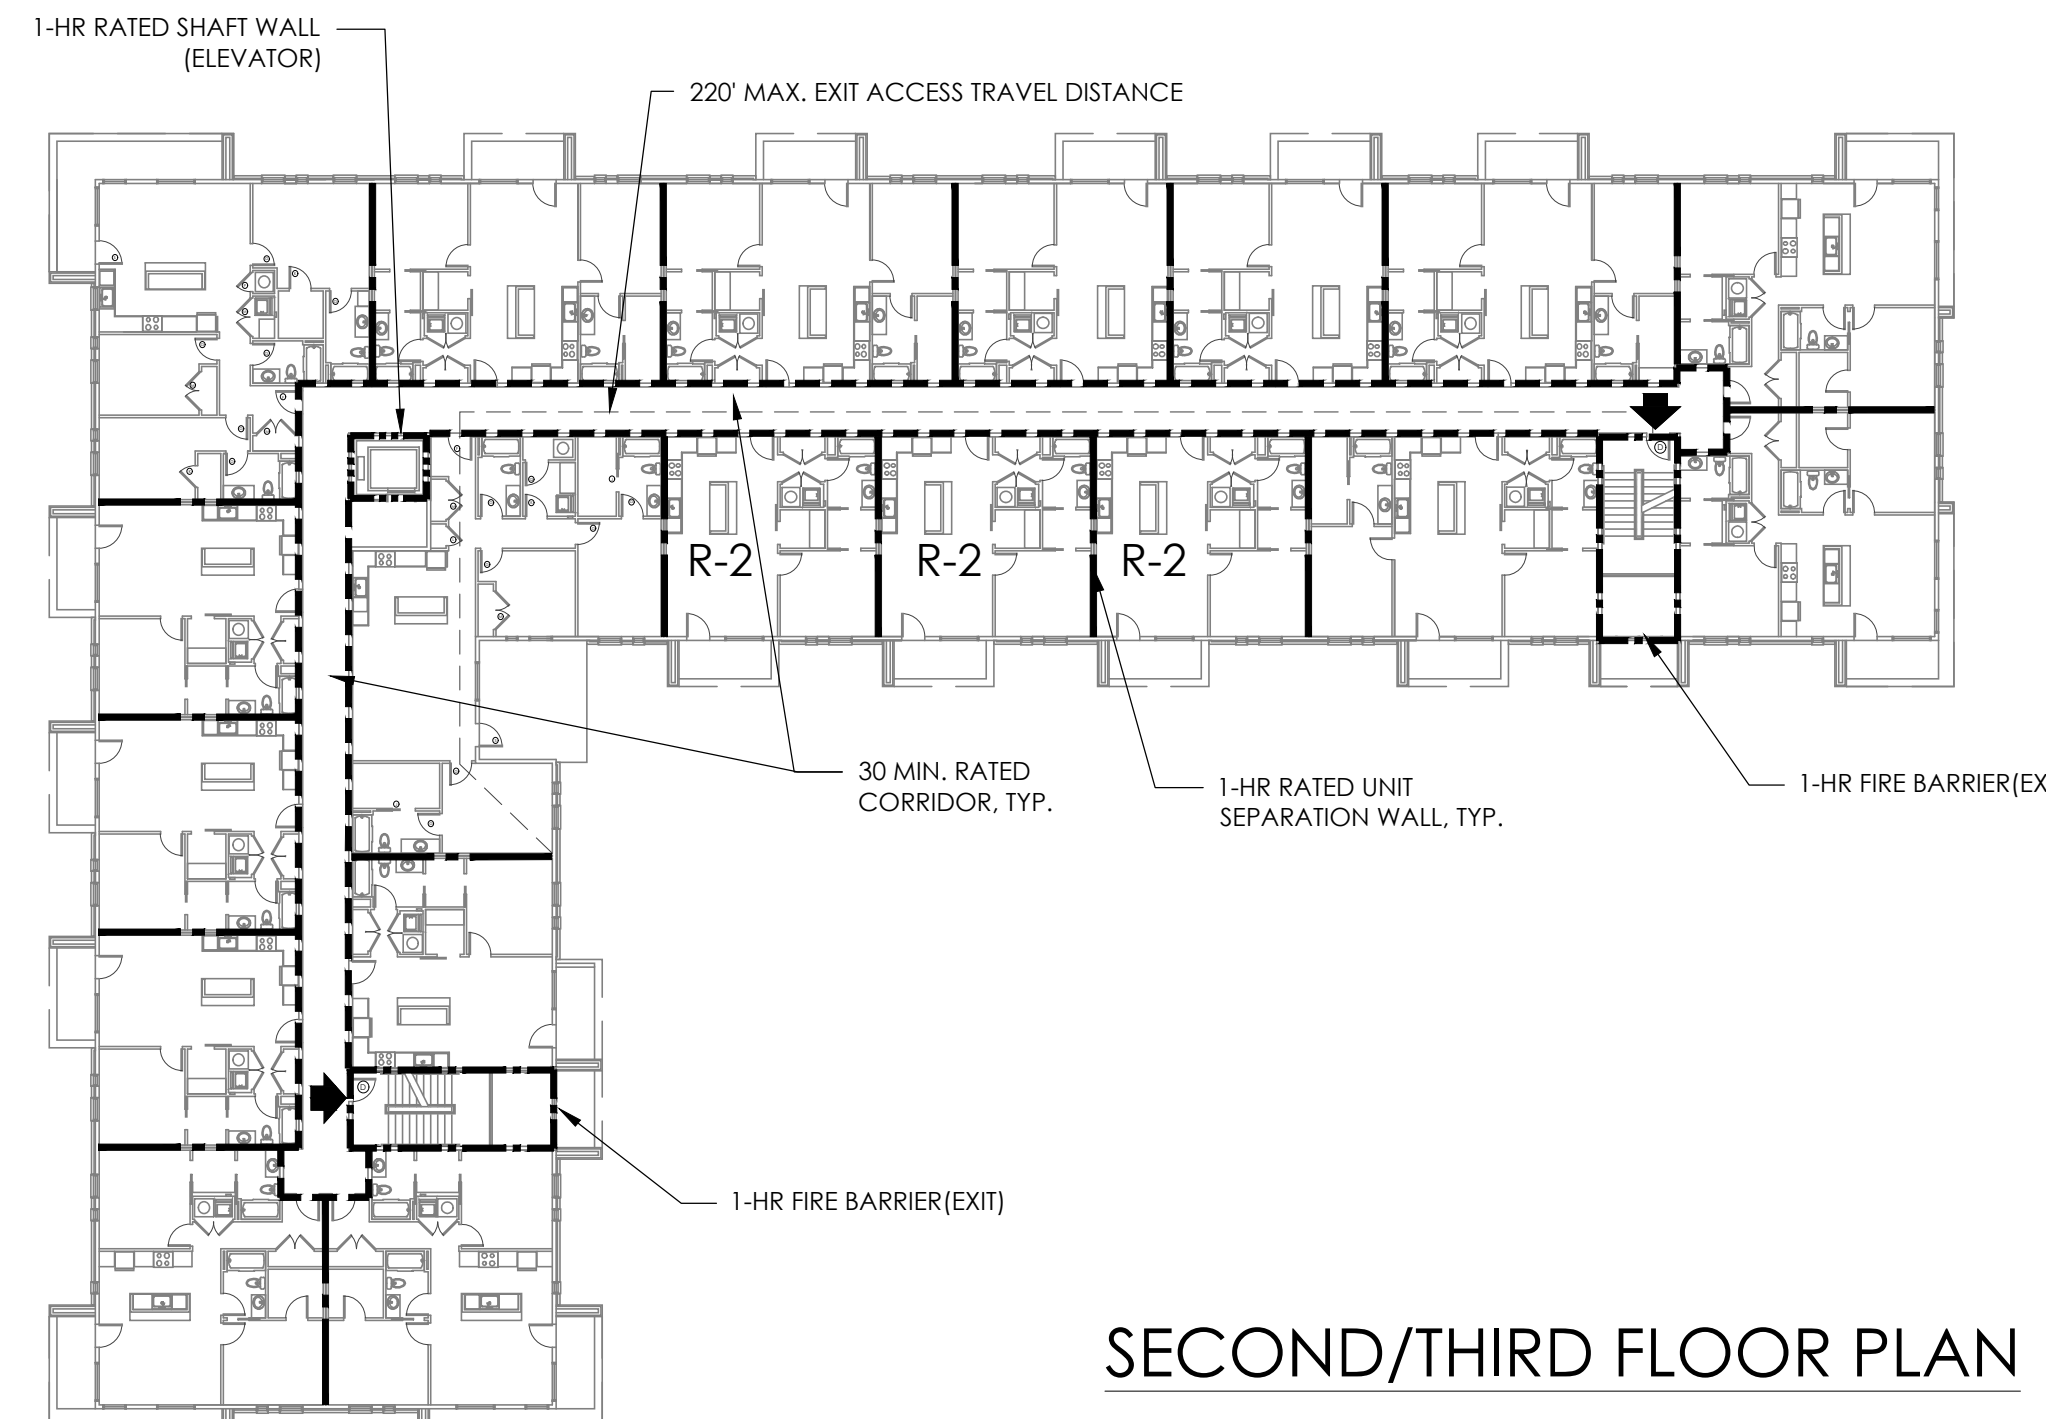 1-HR RATED SHAFT WALL
(ELEVATOR)
220' MAX. EXIT ACCESS TRAVEL DISTANCE
R-2
R-2
R-2
30 MIN. RATED
CORRIDOR, TYP.
1-HR RATED UNIT
SEPARATION WALL, TYP.
1-HR FIRE BARRIER(EX
1-HR FIRE BARRIER(EXIT)
SECOND/THIRD FLOOR PLAN